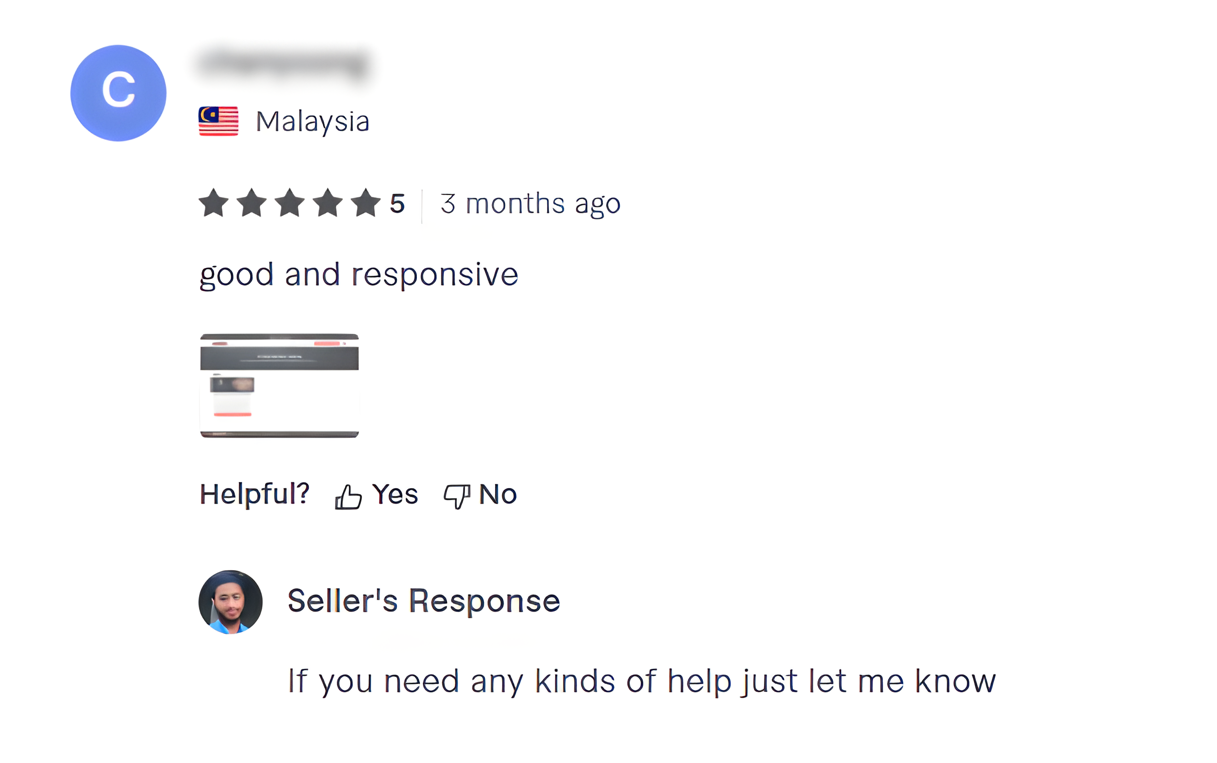 C
Malaysia
5 3 months ago
good and responsive
Helpful? Yes No
Seller's Response
If you need any kinds of help just let me know